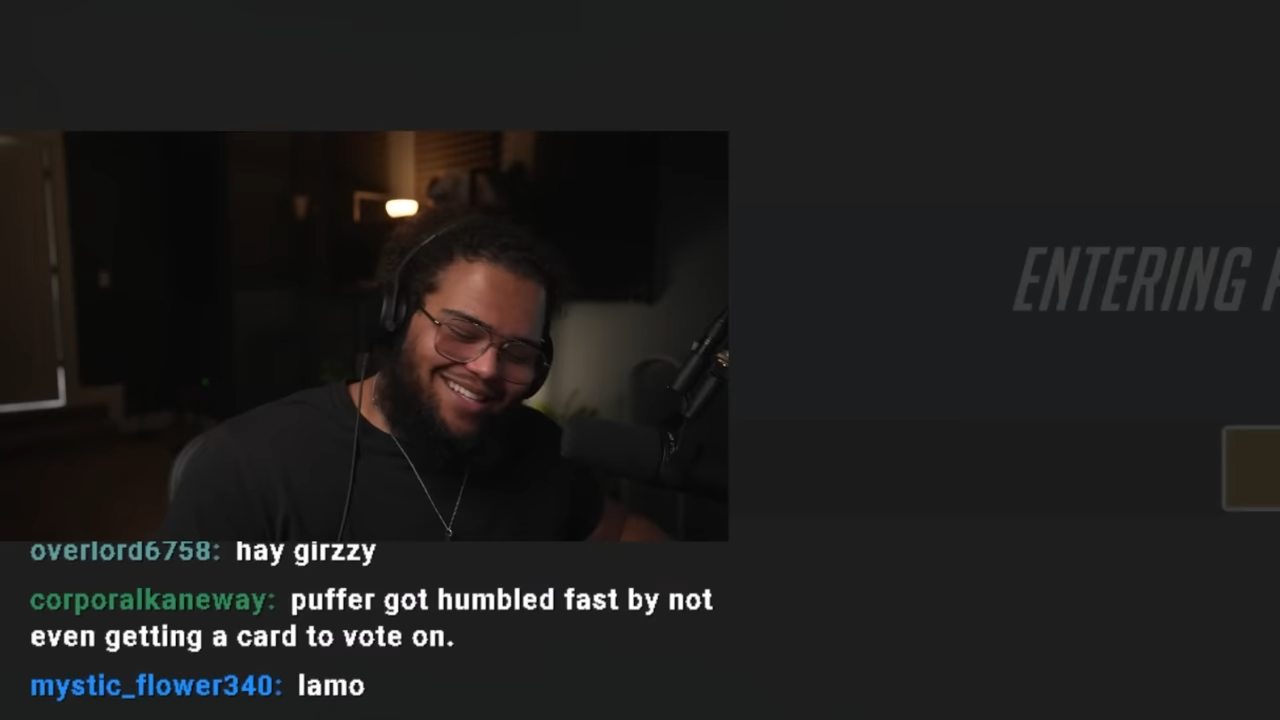 ENTERING
overlord6758: hay girzzy
corporalkaneway: puffer got humbled fast by not
even getting a card to vote on.
mystic_flower340: lamo